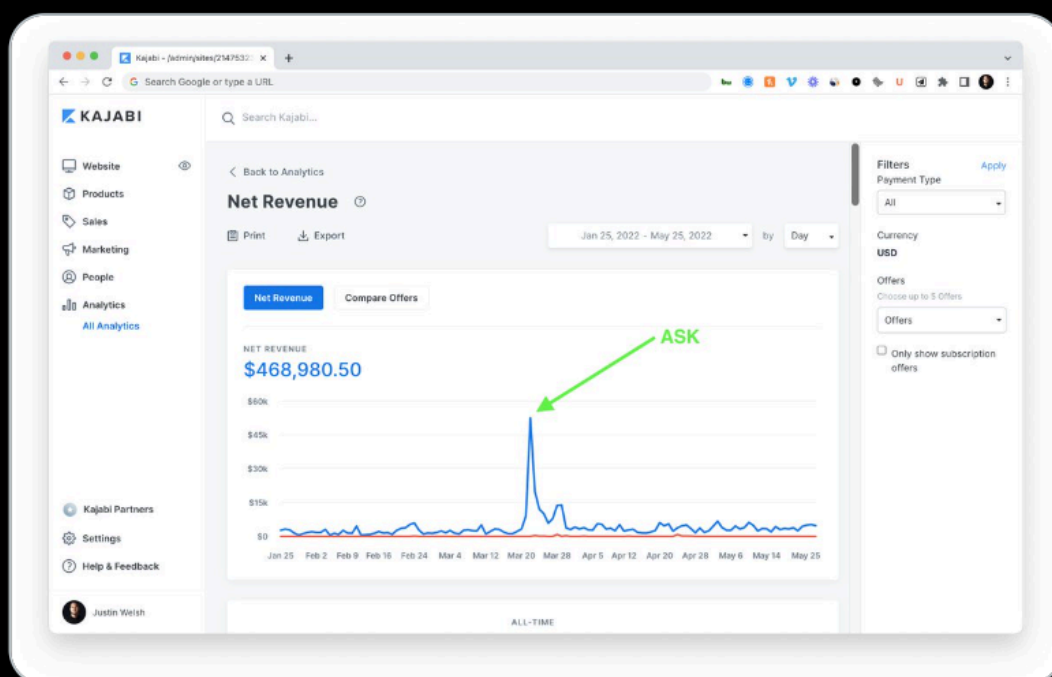 Kajabi - /admin/sites/21475323
Search Google or type a URL
KAJABI
Search Kajabi...
Website
Products
Sales
Marketing
People
Analytics
All Analytics
Kajabi Partners
Settings
Help & Feedback
Justin Welsh
Back to Analytics
Net Revenue
Print
Export
Jan 25, 2022 - May 25, 2022
by
Day
Net Revenue
Compare Offers
NET REVENUE
$468,980.50
ASK
$60k
$45k
$30k
$15k
$0
Jan 25 Feb 2 Feb 9 Feb 16 Feb 24 Mar 4 Mar 12 Mar 20 Mar 28 Apr 5 Apr 12 Apr 20 Apr 28 May 6 May 14 May 25
ALL-TIME
Filters
Apply
Payment Type
All
Currency
USD
Offers
Choose up to 5 Offers
Offers
Only show subscription
offers